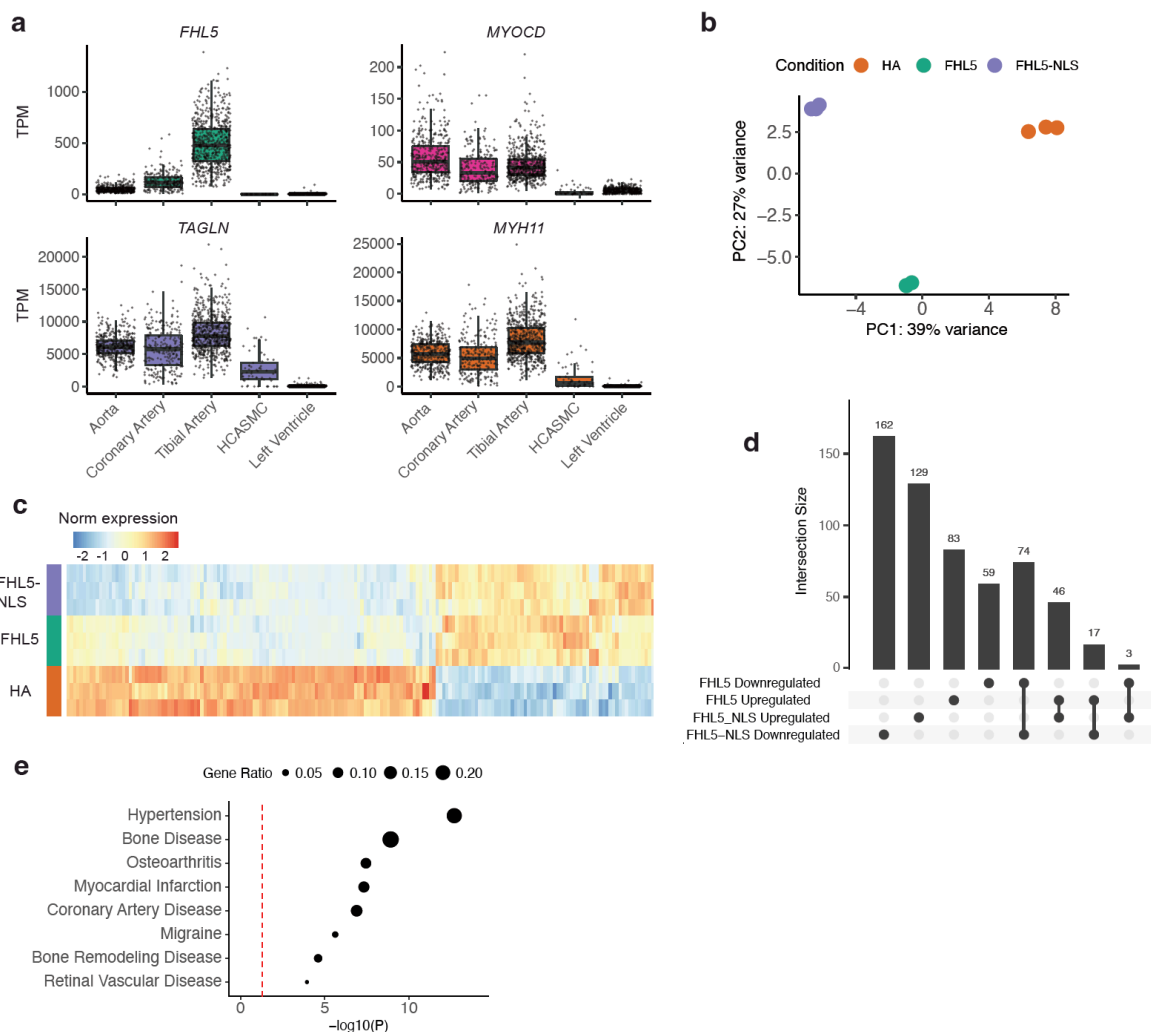 a
FHL5
MYOCD
TPM
1000
500
0
200
150
100
50
0
TAGLN
MYH11
TPM
20000
15000
10000
5000
0
25000
20000
15000
10000
5000
0
Aorta
Coronary Artery
Tibial Artery
HCASMC
Left Ventricle
Aorta
Coronary Artery
Tibial Artery
HCASMC
Left Ventricle
b
Condition HA FHL5 FHL5-NLS
PC2: 27% variance
2.5
0.0
−2.5
−5.0
−4 0 4 8
PC1: 39% variance
c
Norm expression
-2 -1 0 1 2
FHL5-
NLS
FHL5
HA
d
Intersection Size
150
100
50
0
162
129
83
59
74
46
17
3
FHL5 Downregulated
FHL5 Upregulated
FHL5_NLS Upregulated
FHL5−NLS Downregulated
e
Gene Ratio 0.05 0.10 0.15 0.20
Hypertension
Bone Disease
Osteoarthritis
Myocardial Infarction
Coronary Artery Disease
Migraine
Bone Remodeling Disease
Retinal Vascular Disease
0 5 10
−log10(P)